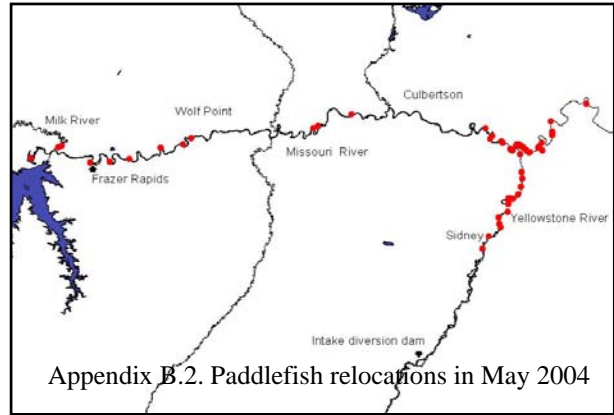 Culbertson
Wolf Point
Milk River
Missouri River
Frazer Rapids
Yellowstone River
Sidney
Intake diversion dam
Appendix B.2. Paddlefish relocations in May 2004